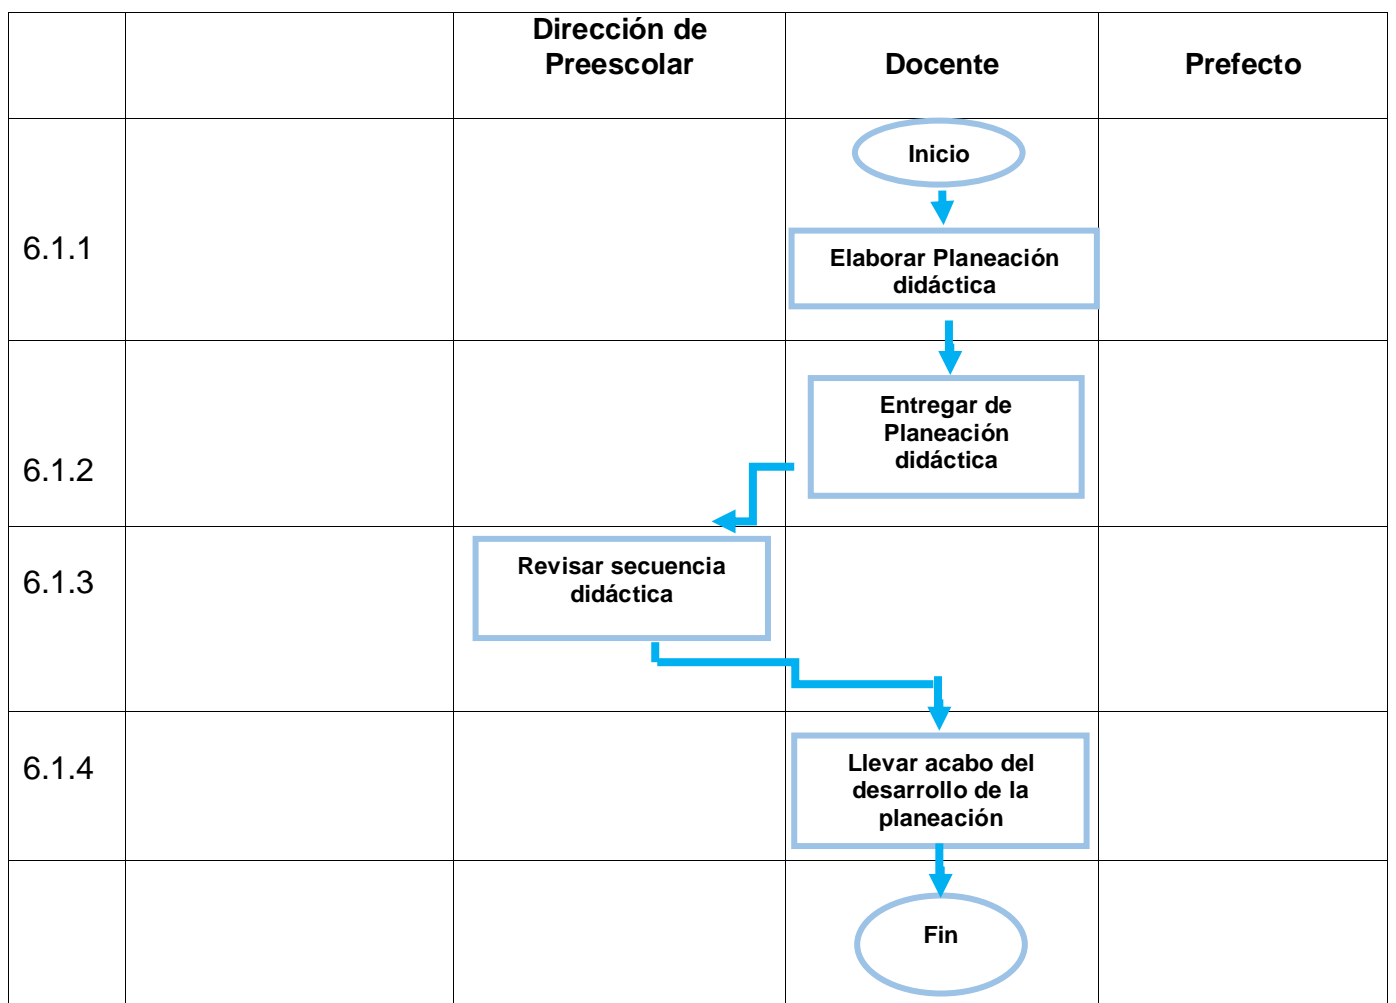 Dirección de
Preescolar
Docente
Prefecto
Inicio
6.1.1
Elaborar Planeación
didáctica
Entregar de
Planeación
didáctica
6.1.2
6.1.3
Revisar secuencia
didáctica
6.1.4
Llevar acabo del
desarrollo de la
planeación
Fin